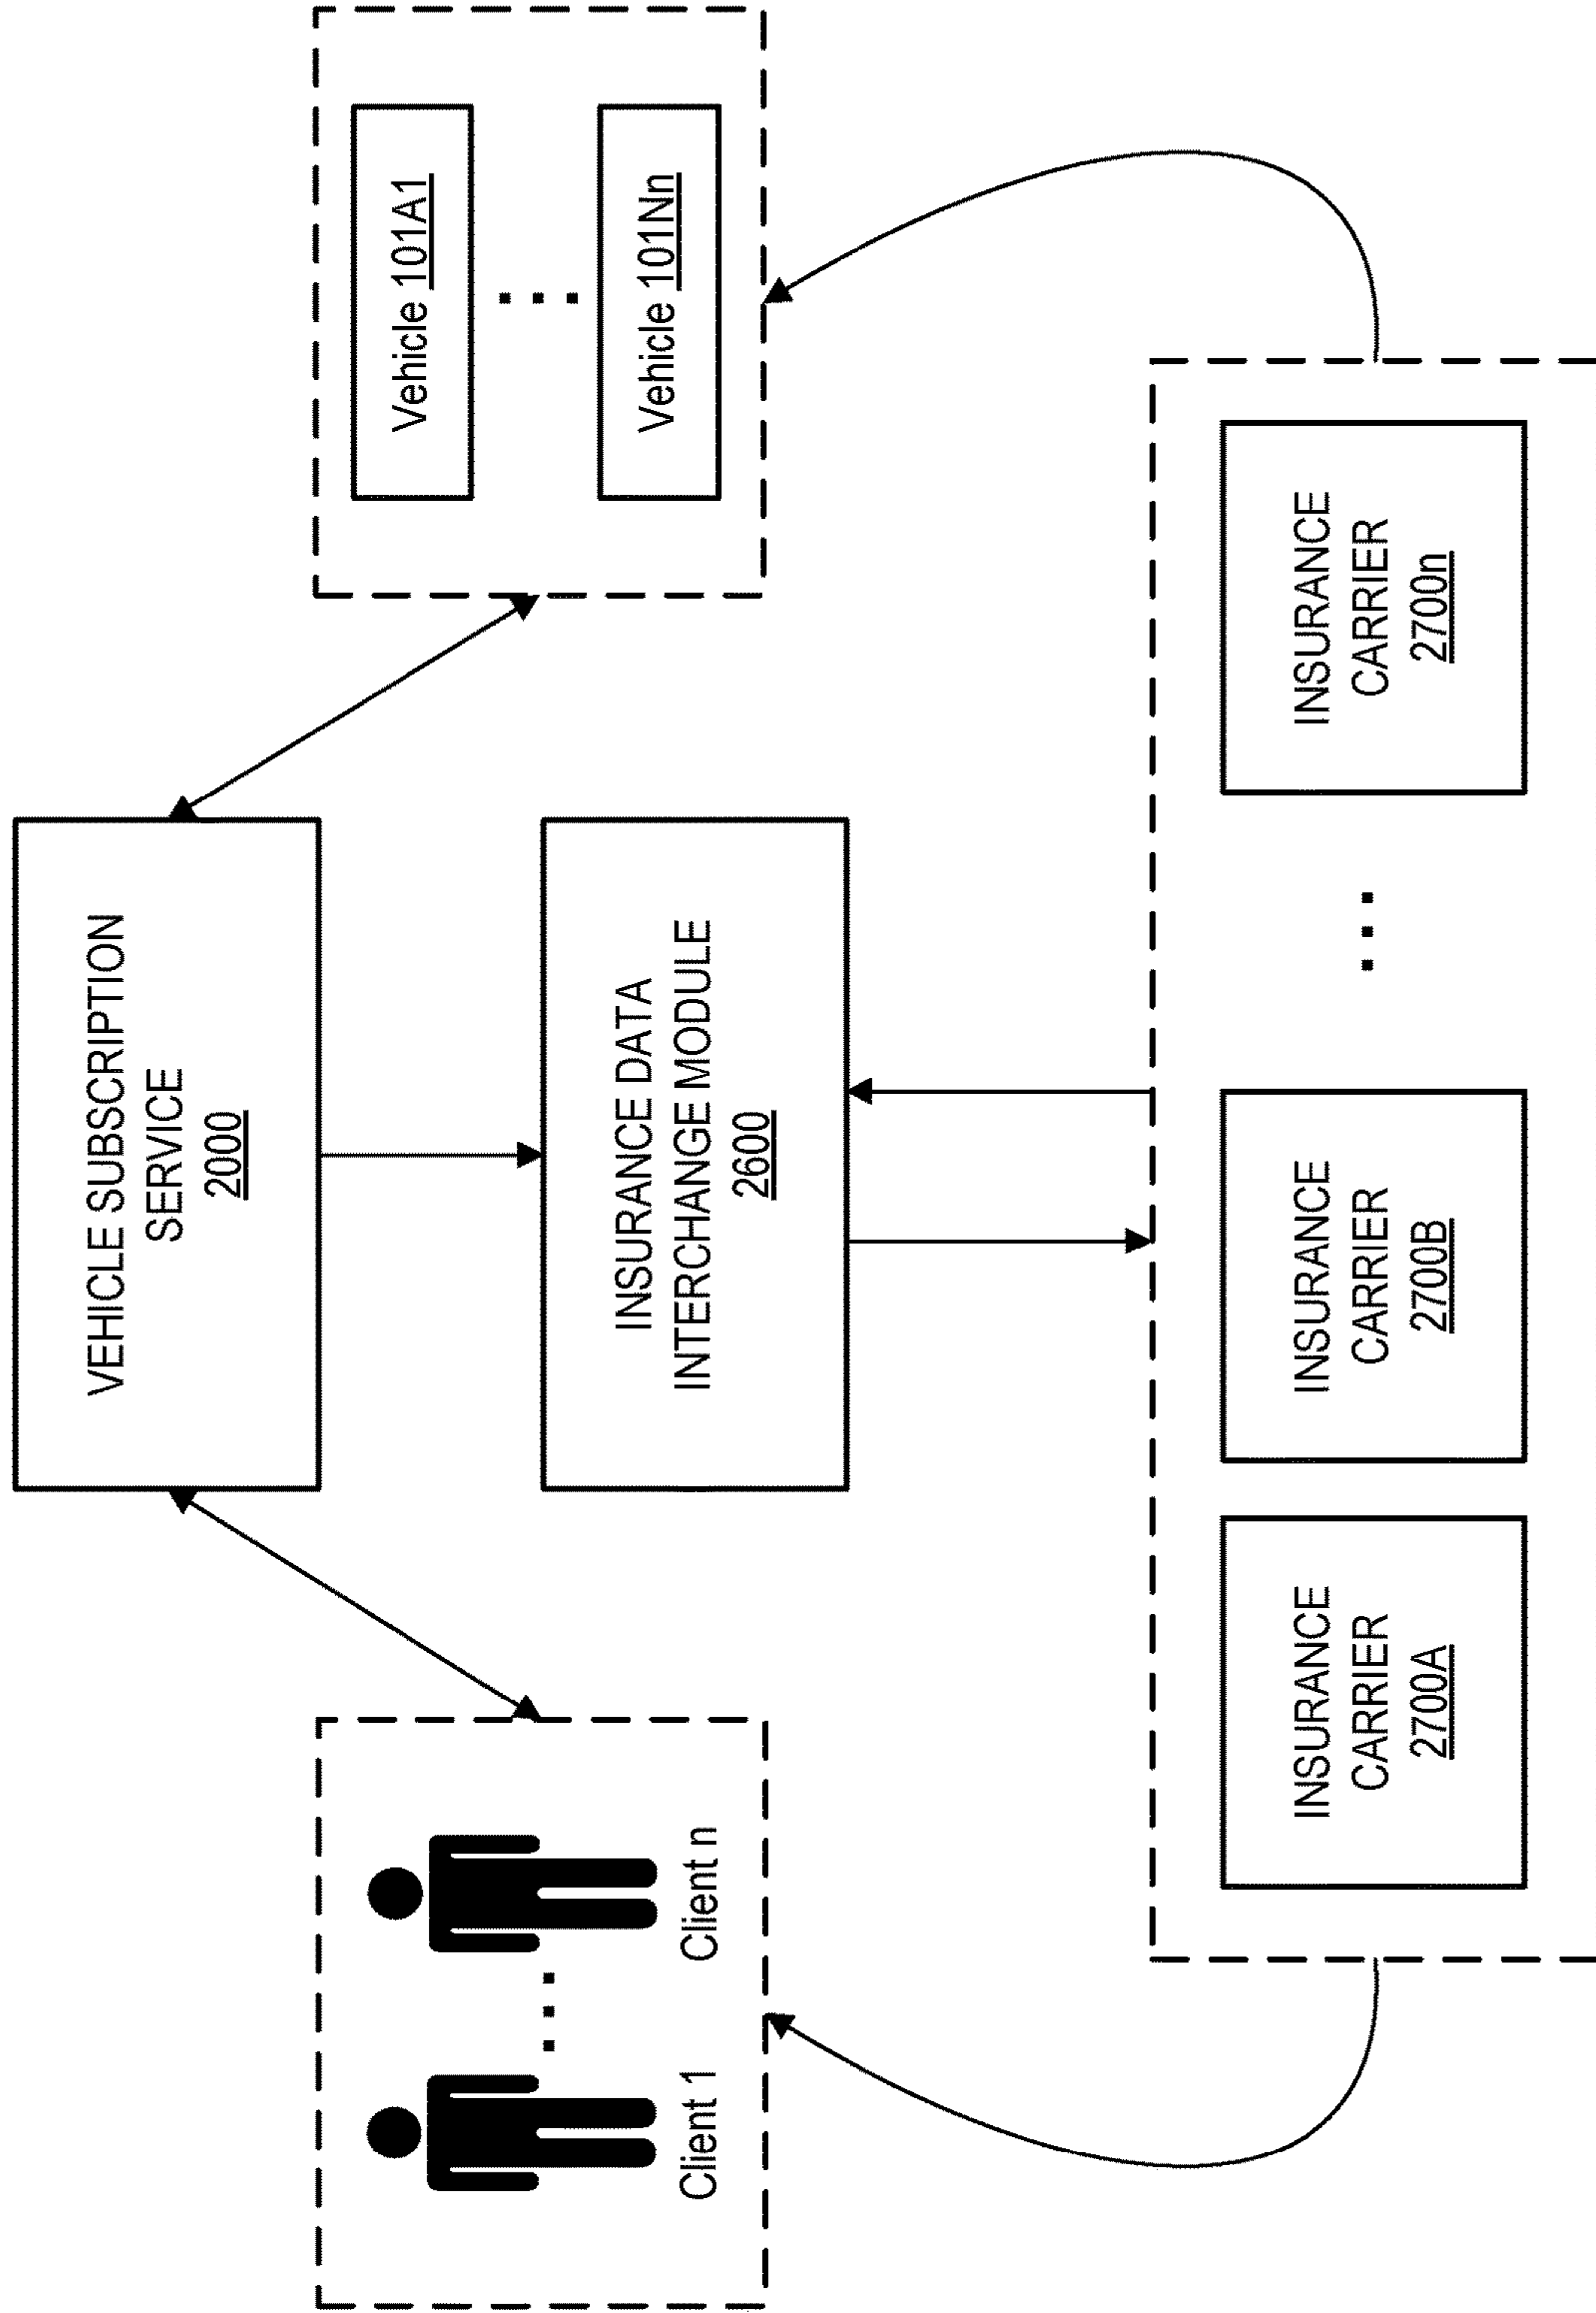 VEHICLE SUBSCRIPTION
SERVICE
2000
Client 1
Client n
Vehicle 101A1
Vehicle 101Nn
INSURANCE DATA
INTERCHANGE MODULE
2600
INSURANCE
CARRIER
2700A
INSURANCE
CARRIER
2700B
INSURANCE
CARRIER
2700n